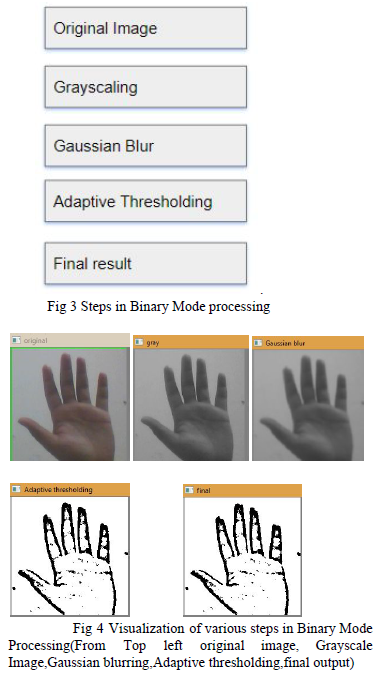 Original Image
Grayscaling
Gaussian Blur
Adaptive Thresholding
Final result
Fig 3 Steps in Binary Mode processing
original
gray
Gaussian blur
Adaptive thresholding
final
Fig 4 Visualization of various steps in Binary Mode
Processing(From Top left original image, Grayscale
Image,Gaussian blurring,Adaptive thresholding,final output)